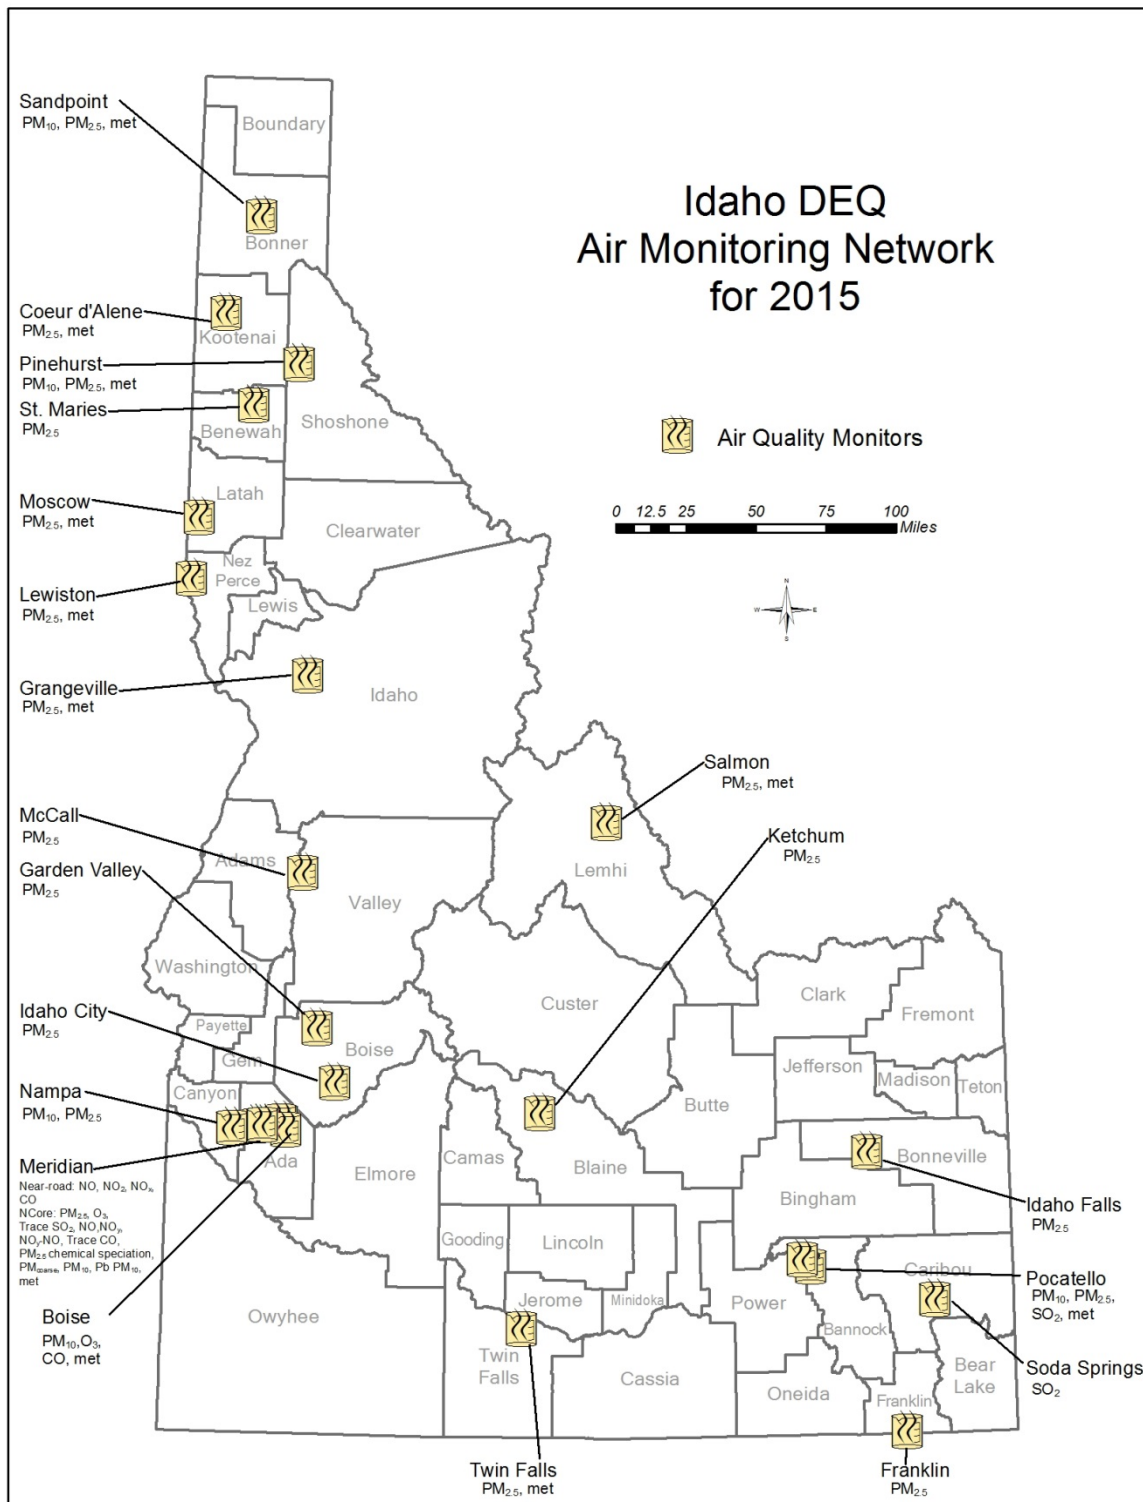 Idaho DEQ
Air Monitoring Network
for 2015
Air Quality Monitors
0 12.5 25 50 75 100
Miles
N
W E
S
Sandpoint
PM₁₀, PM₂.₅, met
Coeur d'Alene
PM₂.₅, met
Pinehurst
PM₁₀, PM₂.₅, met
St. Maries
PM₂.₅
Moscow
PM₂.₅, met
Lewiston
PM₂.₅, met
Grangeville
PM₂.₅, met
McCall
PM₂.₅
Garden Valley
PM₂.₅
Idaho City
PM₂.₅
Nampa
PM₁₀, PM₂.₅
Meridian
Near-road: NO, NO₂, NOₓ,
CO
NCore: PM₂.₅, O₃,
Trace SO₂, NO,NOᵧ,
NOᵧ-NO, Trace CO,
PM₂.₅ chemical speciation,
PMcoarse, PM₁₀, Pb PM₁₀,
met
Boise
PM₁₀,O₃,
CO, met
Salmon
PM₂.₅, met
Ketchum
PM₂.₅
Idaho Falls
PM₂.₅
Pocatello
PM₁₀, PM₂.₅,
SO₂, met
Soda Springs
SO₂
Franklin
PM₂.₅
Twin Falls
PM₂.₅, met
Boundary
Bonner
Kootenai
Shoshone
Benewah
Latah
Clearwater
Nez
Perce
Lewis
Idaho
Adams
Valley
Lemhi
Washington
Custer
Clark
Fremont
Payette
Gem
Boise
Jefferson
Madison
Teton
Canyon
Ada
Elmore
Camas
Blaine
Butte
Bonneville
Bingham
Gooding
Lincoln
Jerome
Minidoka
Power
Bannock
Caribou
Owyhee
Twin
Falls
Cassia
Oneida
Franklin
Bear
Lake